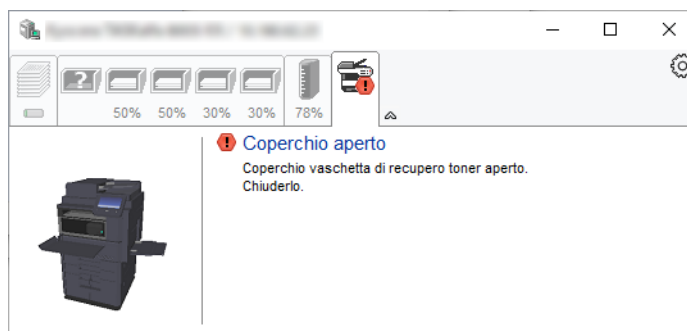 50% 50% 30% 30% 78%
Coperchio aperto
Coperchio vaschetta di recupero toner aperto.
Chiuderlo.